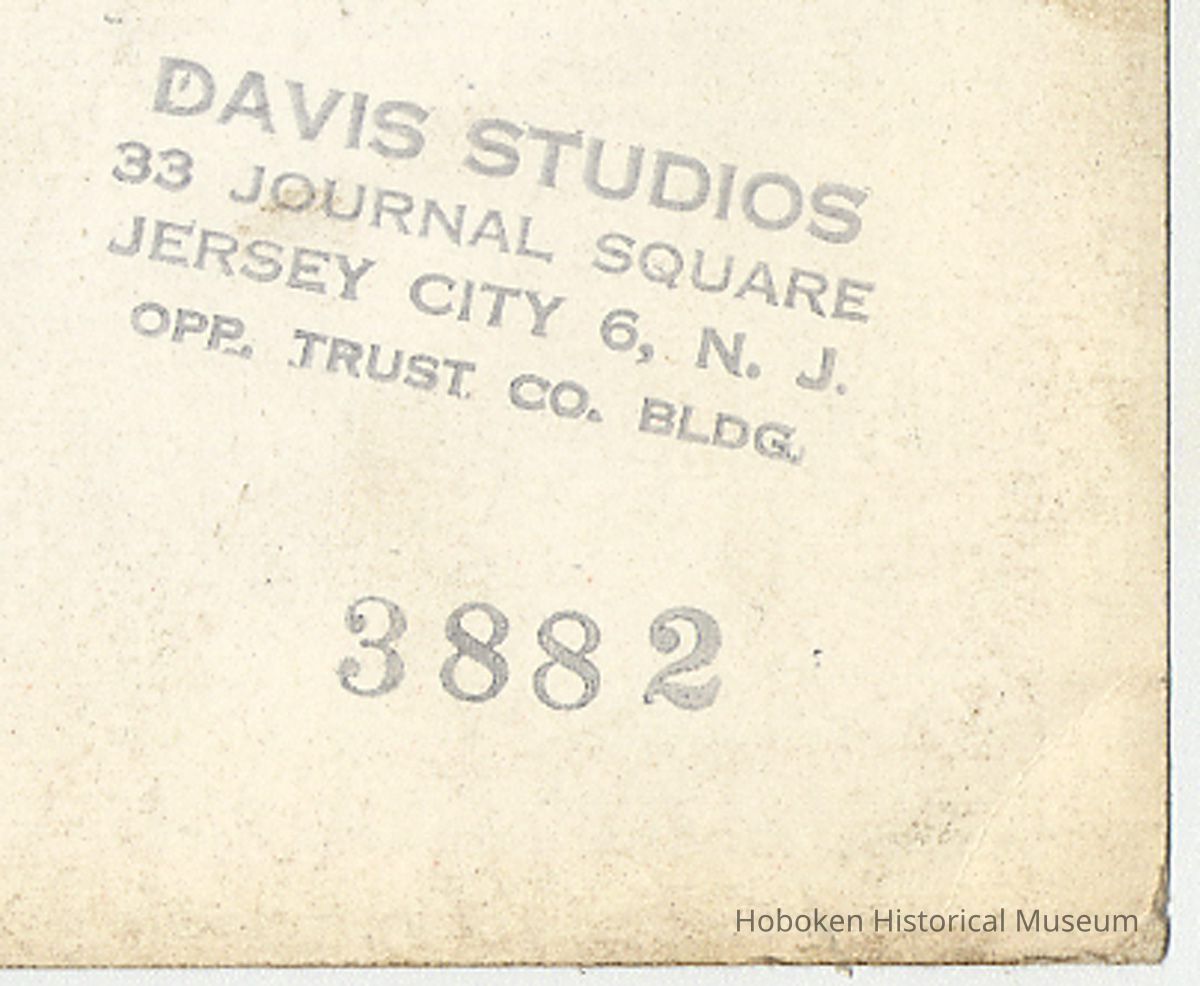 DAVIS STUDIOS
33 JOURNAL SQUARE
JERSEY CITY 6, N. J.
OPP. TRUST CO. BLDG.
3882
Hoboken Historical Museum